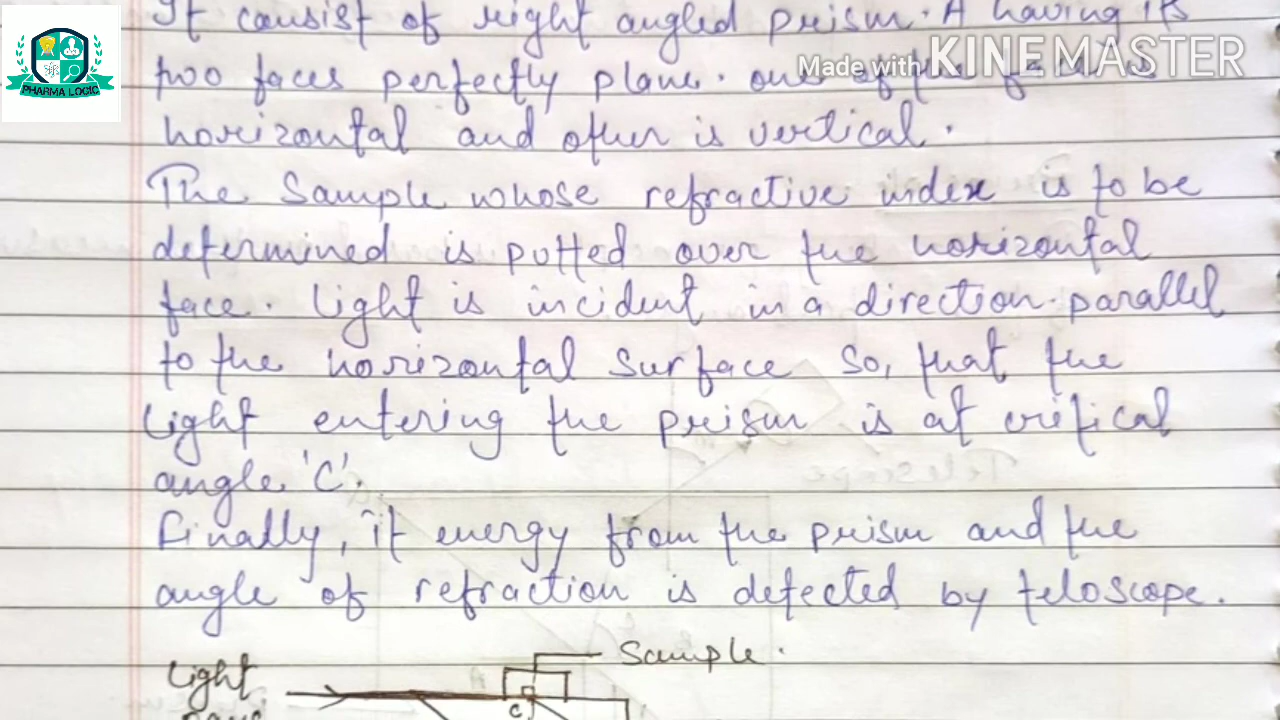 It consist of right angled prism. A having its
two faces perfectly plane. one of the face is
horizontal and other is vertical.
The Sample whose refractive index is to be
determined is putted over the horizontal
face. light is incident in a direction parallel
to the horizontal surface so, that the
light entering the prism is at critical
angle 'C'.
Finally, it energy from the prism and the
angle of refraction is detected by teloscope.
Sample.
Light
C
Made with KINEMASTER
PHARMA LOGIC